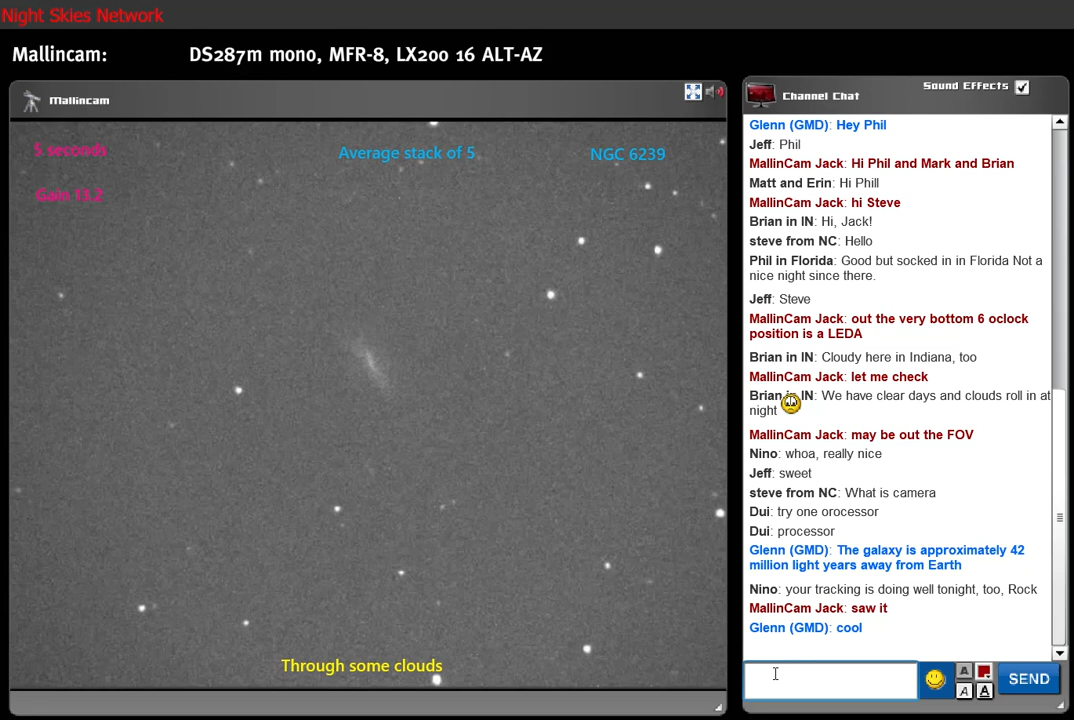 Night Skies Network
Mallincam: DS287m mono, MFR-8, LX200 16 ALT-AZ
Mallincam
5 seconds
Average stack of 5
NGC 6239
Gain 13.2
Through some clouds
Channel Chat
Sound Effects
Glenn (GMD): Hey Phil
Jeff: Phil
MallinCam Jack: Hi Phil and Mark and Brian
Matt and Erin: Hi Phill
MallinCam Jack: hi Steve
Brian in IN: Hi, Jack!
steve from NC: Hello
Phil in Florida: Good but socked in in Florida Not a
nice night since there.
Jeff: Steve
MallinCam Jack: out the very bottom 6 oclock
position is a LEDA
Brian in IN: Cloudy here in Indiana, too
MallinCam Jack: let me check
Brian in IN: We have clear days and clouds roll in at
night
MallinCam Jack: may be out the FOV
Nino: whoa, really nice
Jeff: sweet
steve from NC: What is camera
Dui: try one orocessor
Dui: processor
Glenn (GMD): The galaxy is approximately 42
million light years away from Earth
Nino: your tracking is doing well tonight, too, Rock
MallinCam Jack: saw it
Glenn (GMD): cool
A
A A
SEND